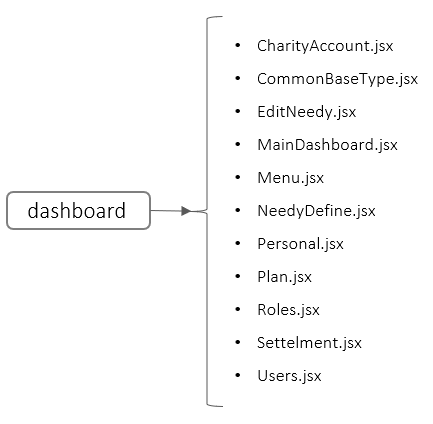 dashboard
• CharityAccount.jsx
• CommonBaseType.jsx
• EditNeedy.jsx
• MainDashboard.jsx
• Menu.jsx
• NeedyDefine.jsx
• Personal.jsx
• Plan.jsx
• Roles.jsx
• Settelment.jsx
• Users.jsx